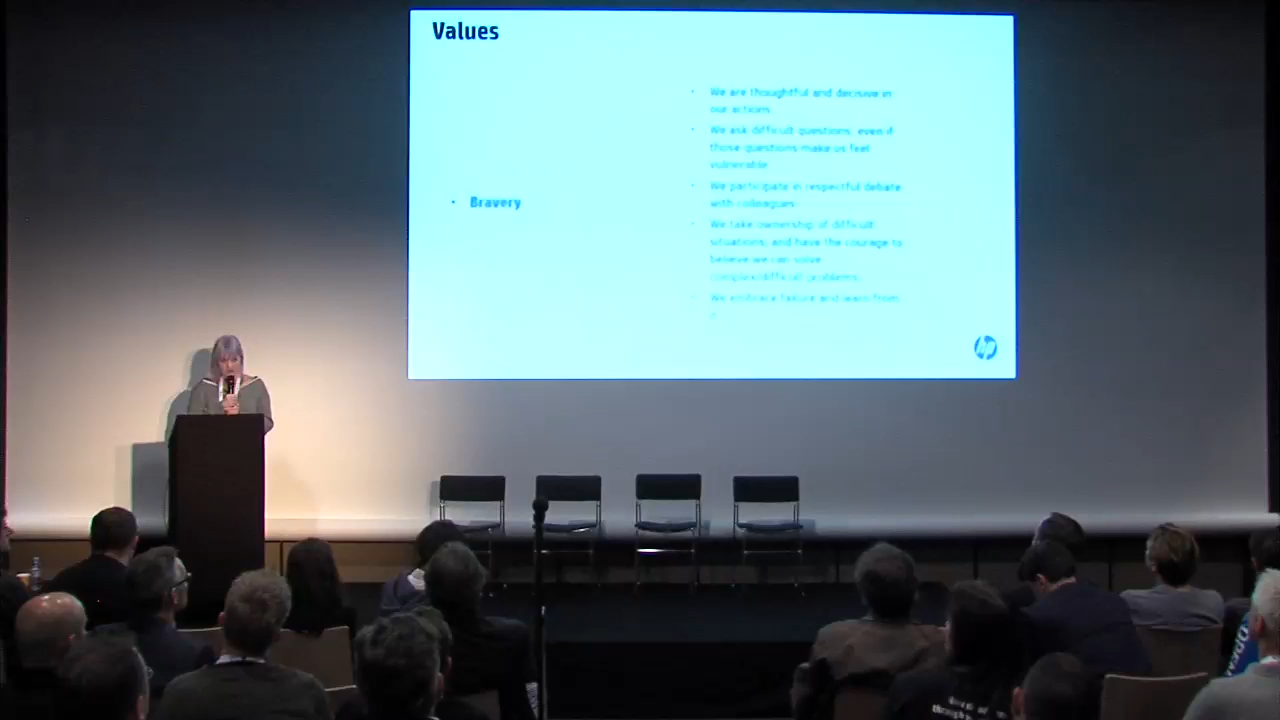 Values
• Bravery
• We are thoughtful and decisive in
our actions
• We ask difficult questions, even if
those questions make us feel
vulnerable
• We participate in respectful debate
with colleagues
• We take ownership of difficult
situations, and have the courage to
believe we can solve
complex/difficult problems
• We embrace failure and learn from
hp
through